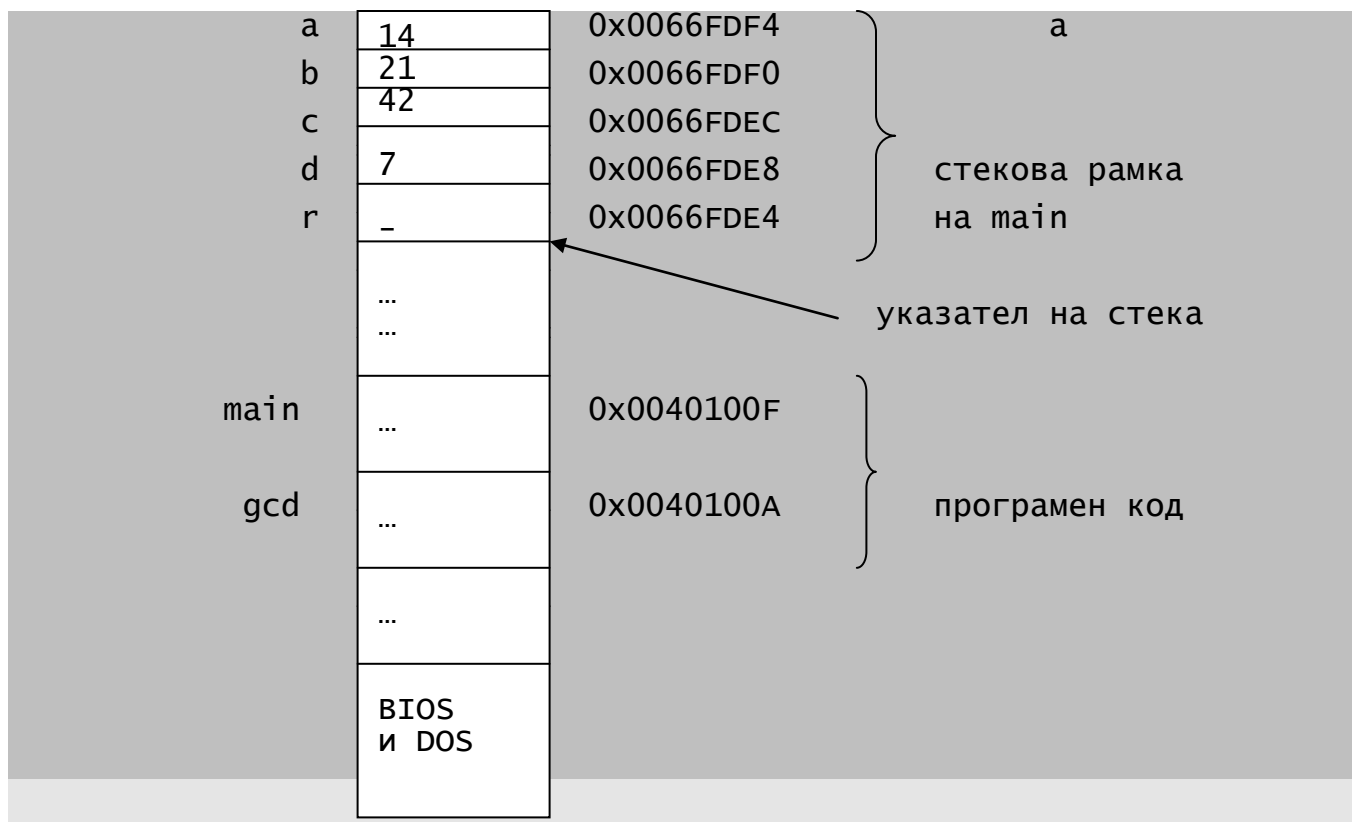 a 14 0x0066FDF4 a
b 21 0x0066FDF0
c 42 0x0066FDEC
d 7 0x0066FDE8 стекова рамка
r – 0x0066FDE4 на main
…
указател на стека
…
main … 0x0040100F
gcd … 0x0040100A програмен код
…
BIOS
и DOS